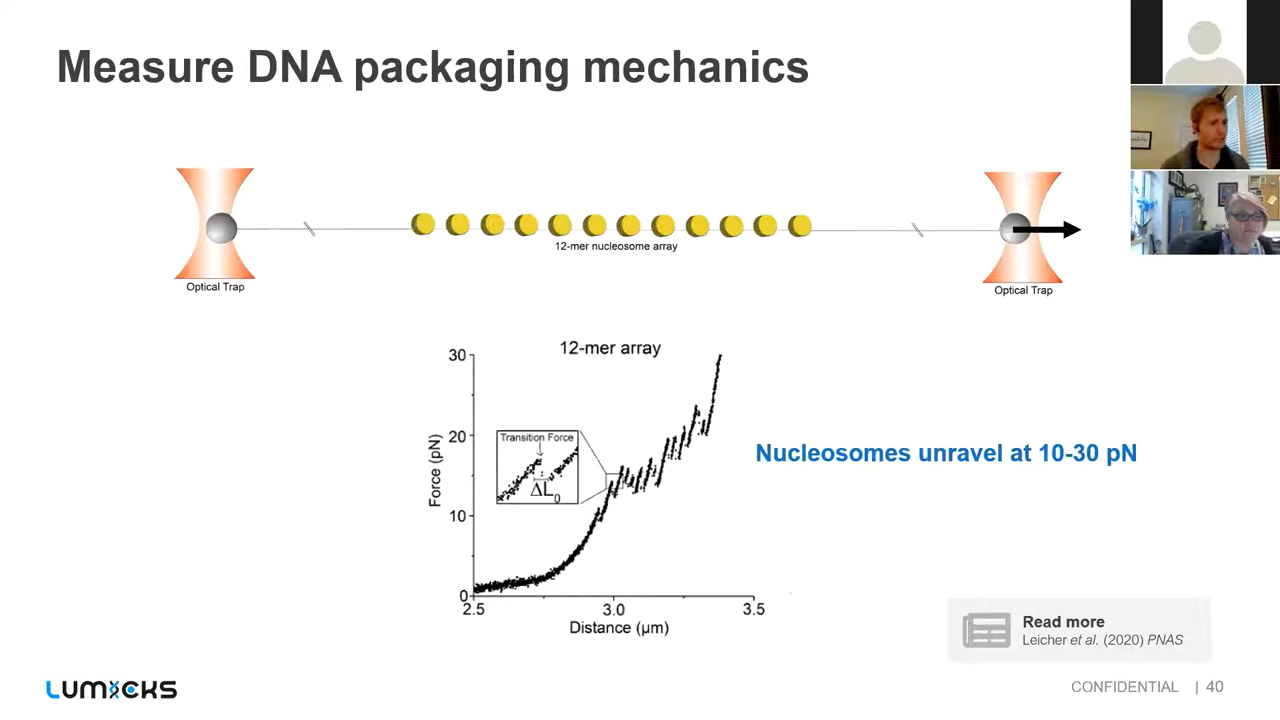 Measure DNA packaging mechanics
12-mer nucleosome array
Optical Trap
Optical Trap
12-mer array
30
Transition Force
ΔL0
20
Force (pN)
10
0
2.5
3.0
3.5
Distance (µm)
Nucleosomes unravel at 10-30 pN
Read more
Leicher et al. (2020) PNAS
LUMICKS
CONFIDENTIAL | 40